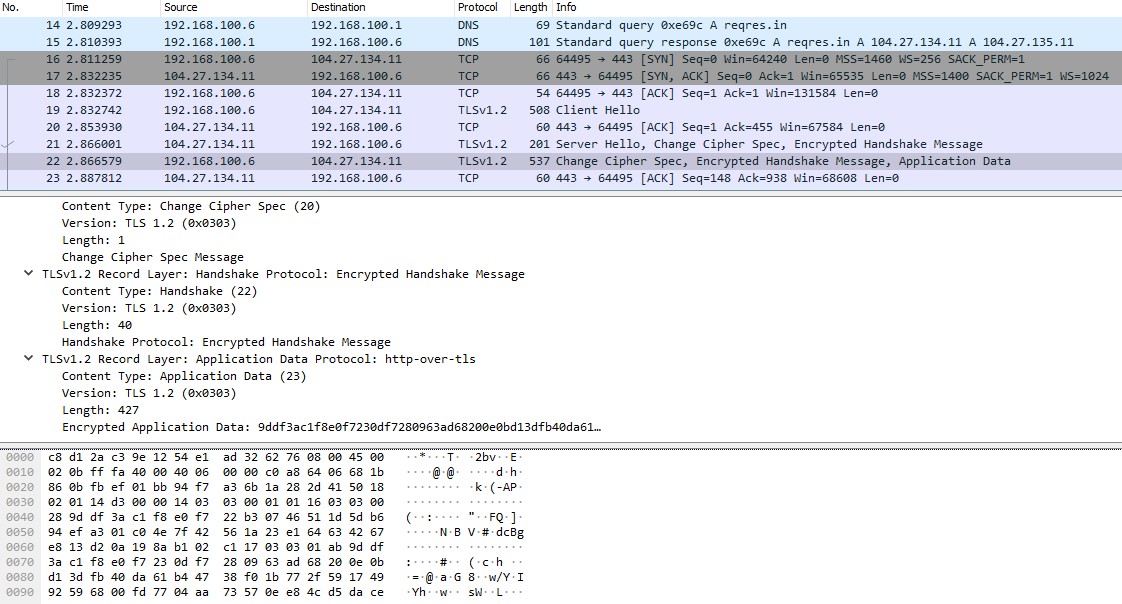 No. Time Source Destination Protocol Length Info
14 2.809293 192.168.100.6 192.168.100.1 DNS 69 Standard query 0xe69c A reqres.in
15 2.810393 192.168.100.1 192.168.100.6 DNS 101 Standard query response 0xe69c A reqres.in A 104.27.134.11 A 104.27.135.11
16 2.811259 192.168.100.6 104.27.134.11 TCP 66 64495 → 443 [SYN] Seq=0 Win=64240 Len=0 MSS=1460 WS=256 SACK_PERM=1
17 2.832235 104.27.134.11 192.168.100.6 TCP 66 443 → 64495 [SYN, ACK] Seq=0 Ack=1 Win=65535 Len=0 MSS=1400 SACK_PERM=1 WS=1024
18 2.832372 192.168.100.6 104.27.134.11 TCP 54 64495 → 443 [ACK] Seq=1 Ack=1 Win=131584 Len=0
19 2.832742 192.168.100.6 104.27.134.11 TLSv1.2 508 Client Hello
20 2.853930 104.27.134.11 192.168.100.6 TCP 60 443 → 64495 [ACK] Seq=1 Ack=455 Win=67584 Len=0
21 2.866001 104.27.134.11 192.168.100.6 TLSv1.2 201 Server Hello, Change Cipher Spec, Encrypted Handshake Message
22 2.866579 192.168.100.6 104.27.134.11 TLSv1.2 537 Change Cipher Spec, Encrypted Handshake Message, Application Data
23 2.887812 104.27.134.11 192.168.100.6 TCP 60 443 → 64495 [ACK] Seq=148 Ack=938 Win=68608 Len=0
Content Type: Change Cipher Spec (20)
Version: TLS 1.2 (0x0303)
Length: 1
Change Cipher Spec Message
TLSv1.2 Record Layer: Handshake Protocol: Encrypted Handshake Message
Content Type: Handshake (22)
Version: TLS 1.2 (0x0303)
Length: 40
Handshake Protocol: Encrypted Handshake Message
TLSv1.2 Record Layer: Application Data Protocol: http-over-tls
Content Type: Application Data (23)
Version: TLS 1.2 (0x0303)
Length: 427
Encrypted Application Data: 9ddf3ac1f8e0f7230df7280963ad68200e0bd13dfb40da61…
0000 c8 d1 2a c3 9e 12 54 e1 ad 32 62 76 08 00 45 00 ··*···T· ·2bv··E·
0010 02 0b ff fa 40 00 40 06 00 00 c0 a8 64 06 68 1b ····@·@· ····d·h·
0020 86 0b fb ef 01 bb 94 f7 a3 6b 1a 28 2d 41 50 18 ········ ·k·(-AP·
0030 02 01 14 d3 00 00 14 03 03 00 01 01 16 03 03 00 ········ ········
0040 28 9d df 3a c1 f8 e0 f7 22 b3 07 46 51 1d 5d b6 (··:···· "··FQ·]·
0050 94 ef a3 01 c0 4e 7f 42 56 1a 23 e1 64 63 42 67 ·····N·B V·#·dcBg
0060 e8 13 d2 0a 19 8a b1 02 c1 17 03 03 01 ab 9d df ········ ········
0070 3a c1 f8 e0 f7 23 0d f7 28 09 63 ad 68 20 0e 0b :····#·· (·c·h ··
0080 d1 3d fb 40 da 61 b4 47 38 f0 1b 77 2f 59 17 49 ·=·@·a·G 8··w/Y·I
0090 92 59 68 00 fd 77 04 aa 73 57 0e e8 4c d5 da ce ·Yh··w·· sW··L···